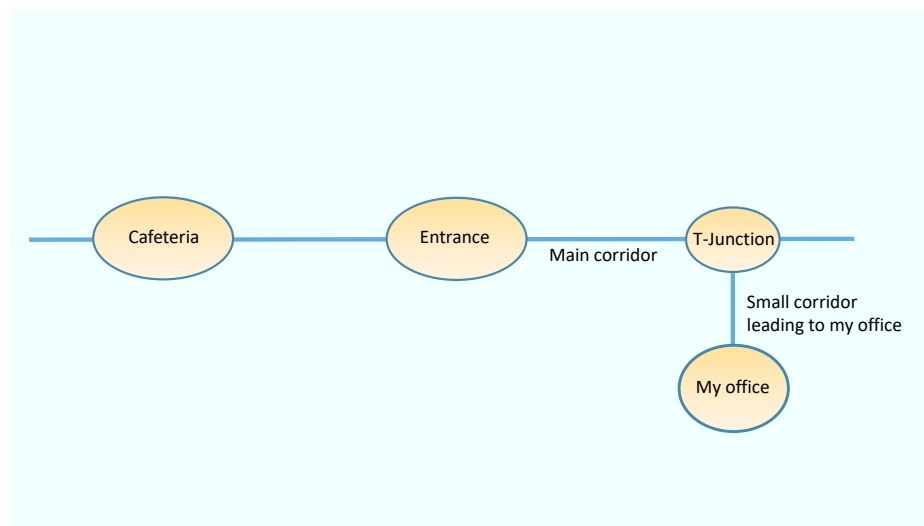 Cafeteria
Entrance
T-Junction
Main corridor
Small corridor
leading to my office
My office